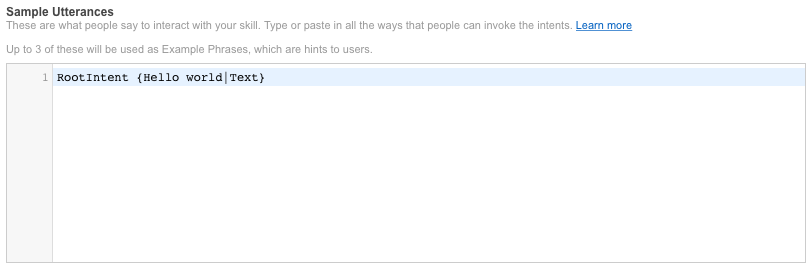 Sample Utterances
These are what people say to interact with your skill. Type or paste in all the ways that people can invoke the intents. Learn more
Up to 3 of these will be used as Example Phrases, which are hints to users.
1 RootIntent {Hello world|Text}